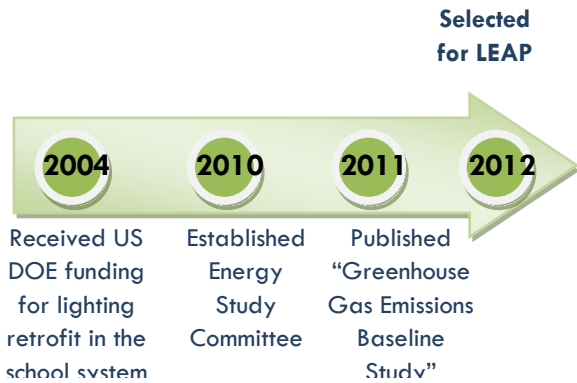 Selected
for LEAP
2004
2010
2011
2012
Received US
DOE funding
for lighting
retrofit in the
school system
Established
Energy
Study
Committee
Published
“Greenhouse
Gas Emissions
Baseline
Study”